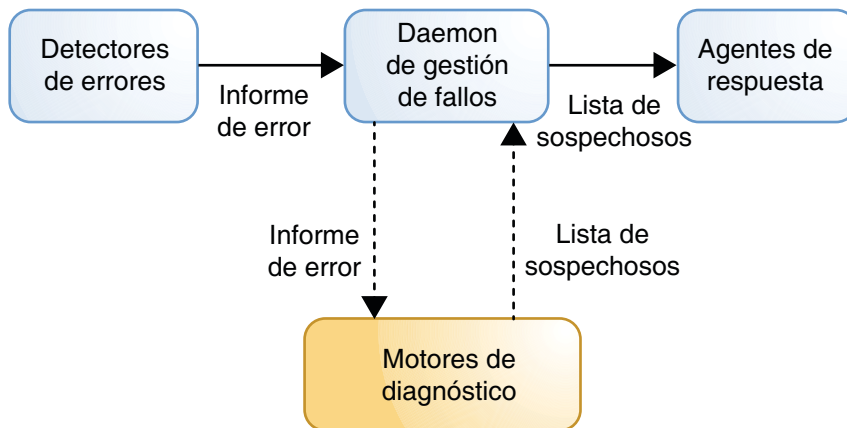 Detectores
de errores
Informe
de error
Daemon
de gestión
de fallos
Lista de
sospechosos
Agentes de
respuesta
Informe
de error
Lista de
sospechosos
Motores de
diagnóstico